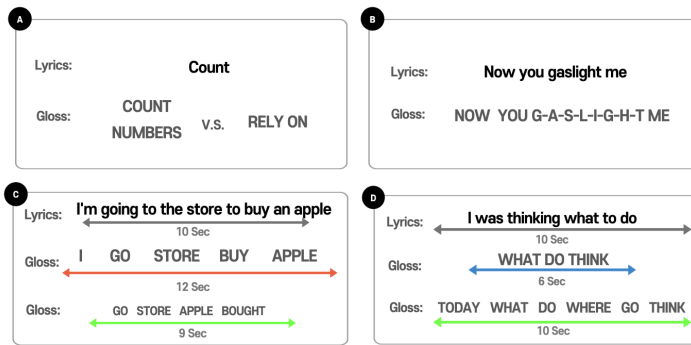 A
Lyrics: Count
Gloss: COUNT NUMBERS V.S. RELY ON
B
Lyrics: Now you gaslight me
Gloss: NOW YOU G-A-S-L-I-G-H-T ME
C
Lyrics: I'm going to the store to buy an apple
10 Sec
Gloss: I GO STORE BUY APPLE
12 Sec
Gloss: GO STORE APPLE BOUGHT
9 Sec
D
Lyrics: I was thinking what to do
10 Sec
Gloss: WHAT DO THINK
6 Sec
Gloss: TODAY WHAT DO WHERE GO THINK
10 Sec